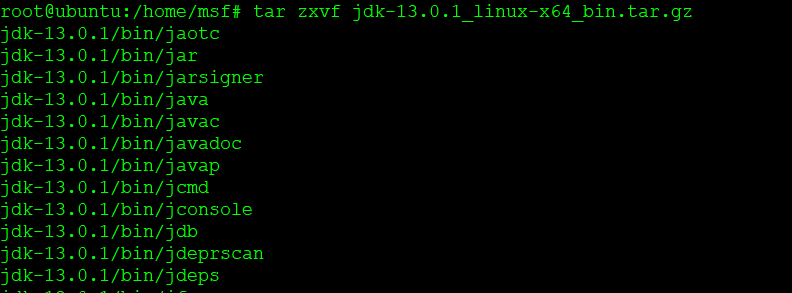 root@ubuntu:/home/msf# tar zxvf jdk-13.0.1_linux-x64_bin.tar.gz
jdk-13.0.1/bin/jaotc
jdk-13.0.1/bin/jar
jdk-13.0.1/bin/jarsigner
jdk-13.0.1/bin/java
jdk-13.0.1/bin/javac
jdk-13.0.1/bin/javadoc
jdk-13.0.1/bin/javap
jdk-13.0.1/bin/jcmd
jdk-13.0.1/bin/jconsole
jdk-13.0.1/bin/jdb
jdk-13.0.1/bin/jdeprscan
jdk-13.0.1/bin/jdeps